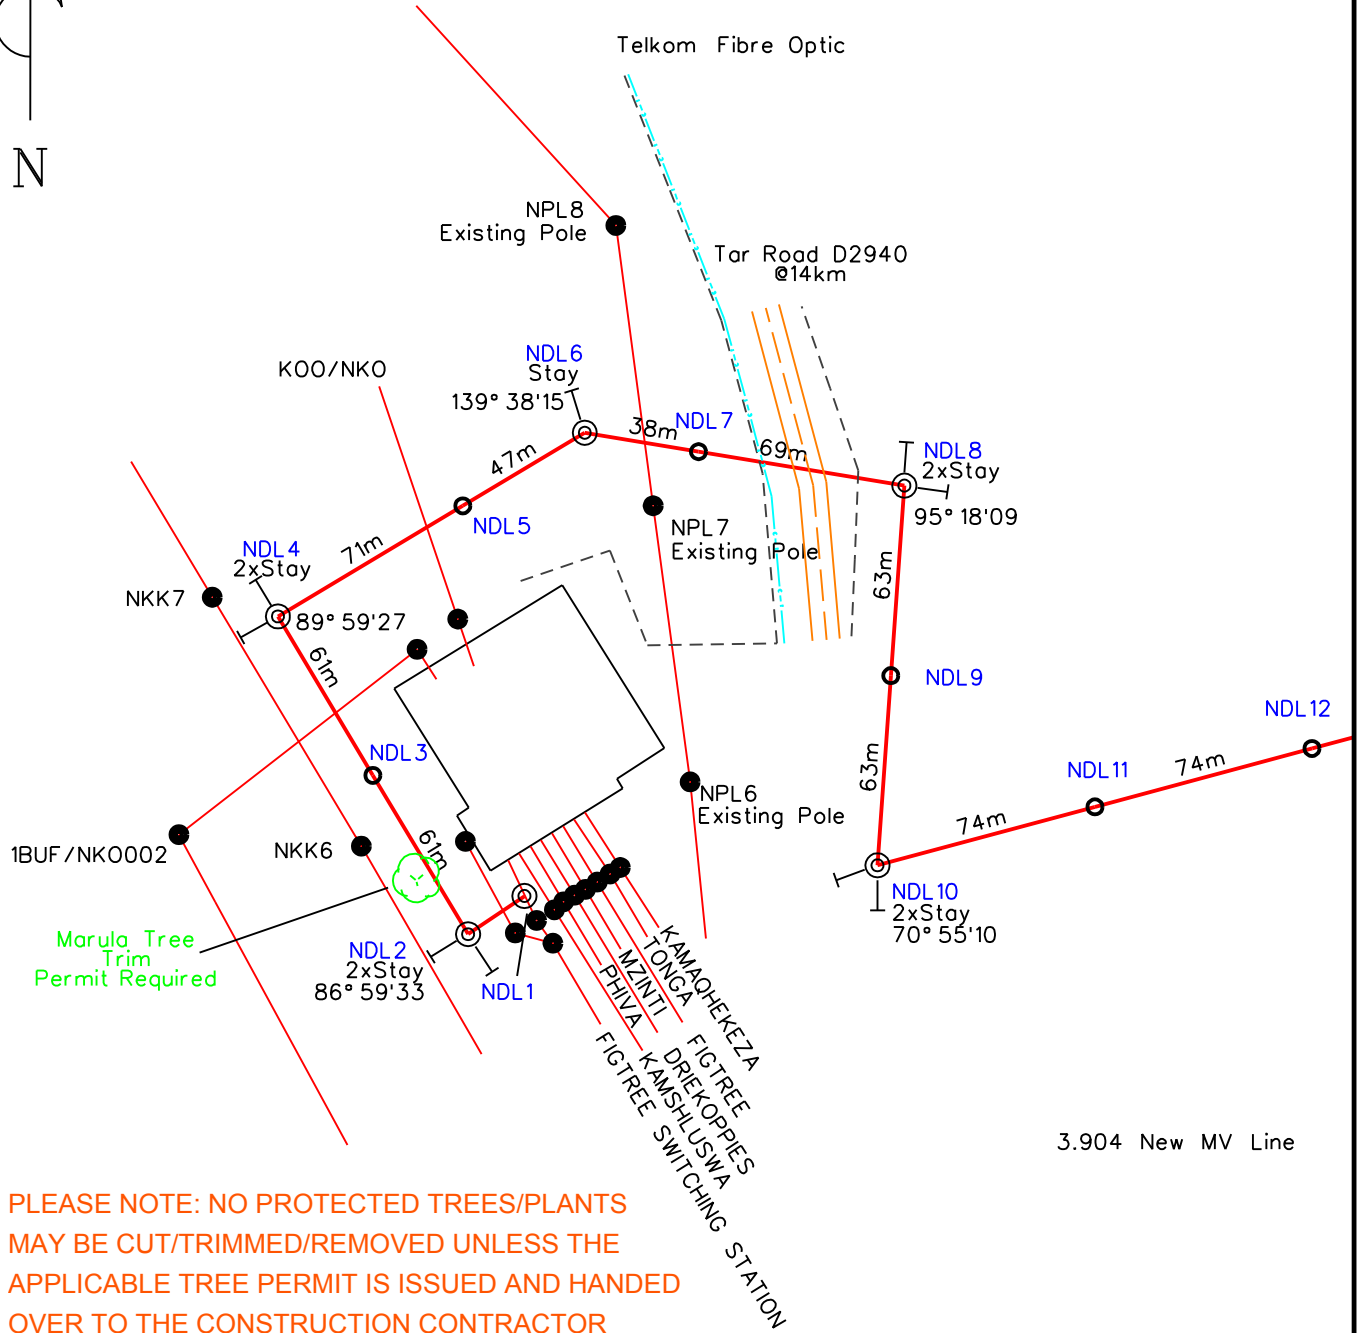 Telkom Fibre Optic
N
NPL8
Existing Pole
Tar Road D2940
@14km
KOO/NKO
NDL6
Stay
139° 38'15
38m
NDL7
69m
NDL8
2xStay
95° 18'09
47m
NDL5
NPL7
Existing Pole
71m
NDL4
2xStay
89° 59'27
NKK7
61m
63m
NDL9
NDL12
NDL3
63m
NDL11
74m
74m
NPL6
Existing Pole
1BUF/NKO002
NKK6
61m
NDL10
2xStay
70° 55'10
Marula Tree
Trim
Permit Required
NDL2
2xStay
86° 59'33
NDL1
KAMAQHEKEZA
TONGA
MZINTI
PHIVA
FIGTREE
DRIEKOPPIES
KAMSHLUSWA
FIGTREE SWITCHING STATION
3.904 New MV Line
PLEASE NOTE: NO PROTECTED TREES/PLANTS
MAY BE CUT/TRIMMED/REMOVED UNLESS THE
APPLICABLE TREE PERMIT IS ISSUED AND HANDED
OVER TO THE CONSTRUCTION CONTRACTOR